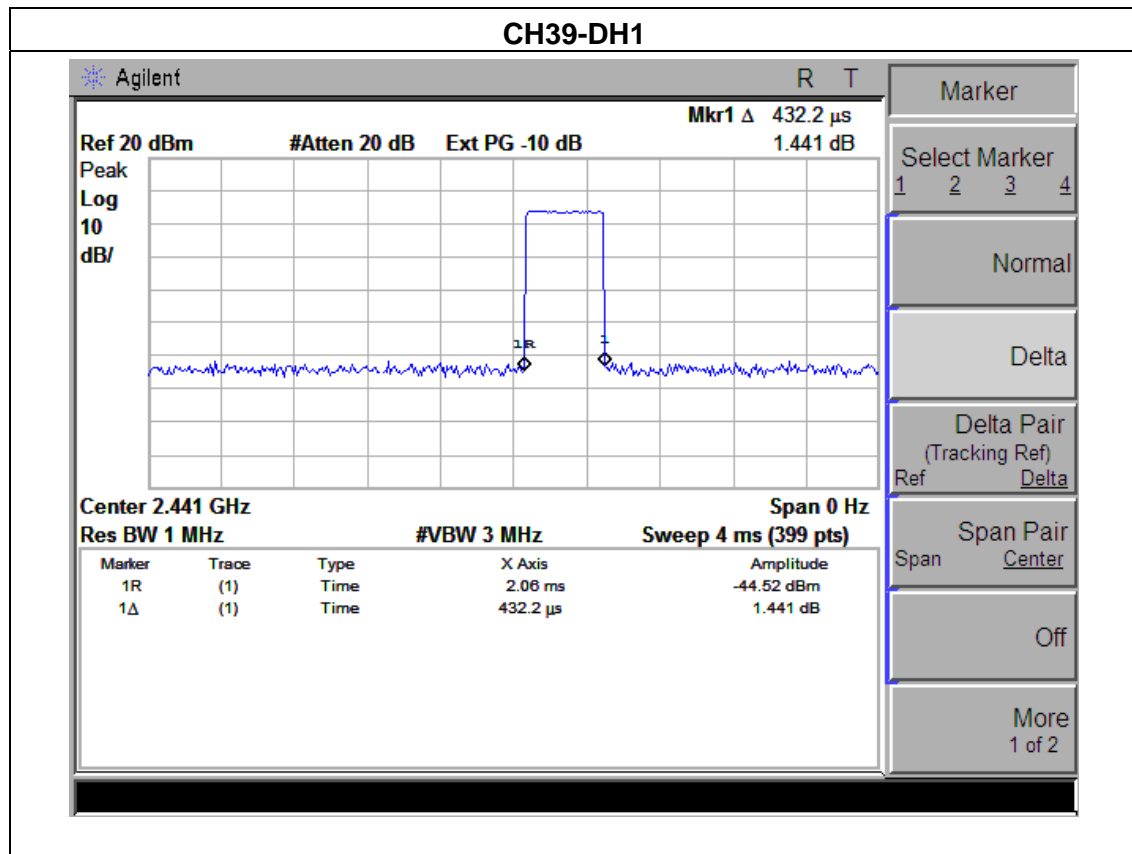 CH39-DH1
Agilent R T
Mkr1 Δ 432.2 μs
Ref 20 dBm #Atten 20 dB Ext PG -10 dB 1.441 dB
Peak
Log
10
dB/
1R 1
Center 2.441 GHz Span 0 Hz
Res BW 1 MHz #VBW 3 MHz Sweep 4 ms (399 pts)
Marker Trace Type X Axis Amplitude
1R (1) Time 2.06 ms -44.52 dBm
1Δ (1) Time 432.2 μs 1.441 dB
Marker
Select Marker
1 2 3 4
Normal
Delta
Delta Pair
(Tracking Ref)
Ref Delta
Span Pair
Span Center
Off
More
1 of 2